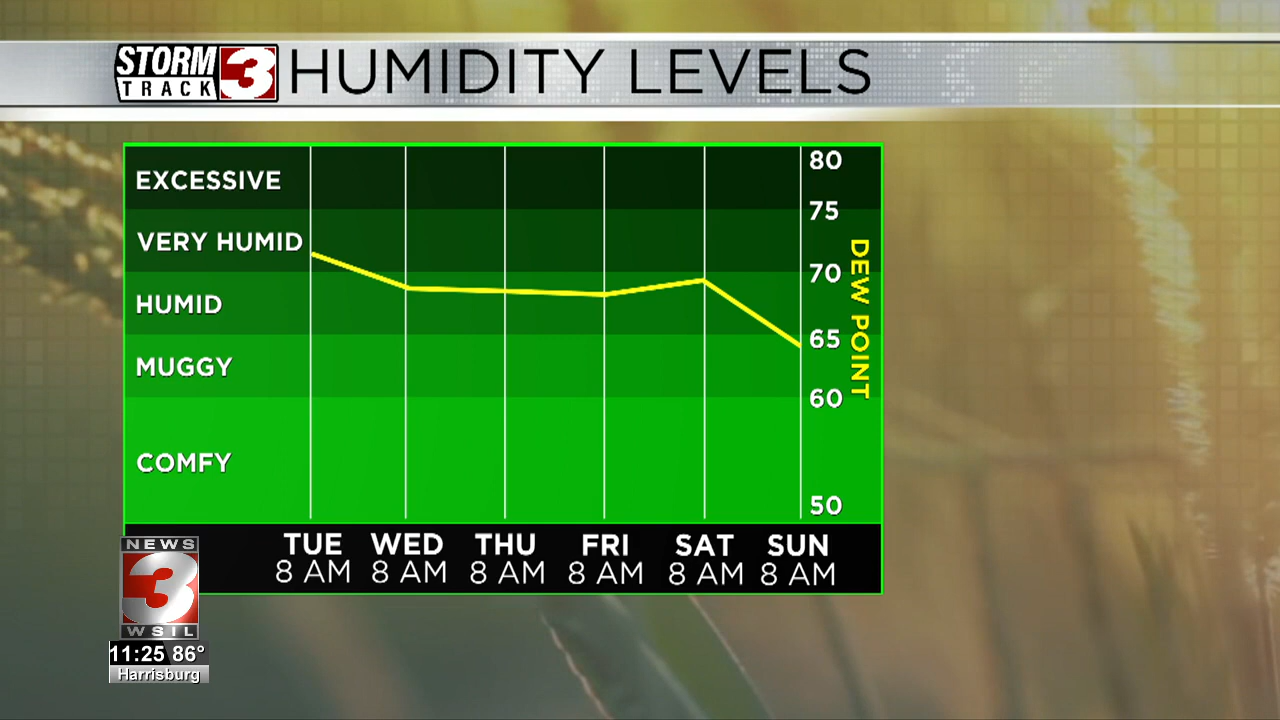 STORM
TRACK
3
HUMIDITY LEVELS
EXCESSIVE
VERY HUMID
HUMID
MUGGY
COMFY
80
75
70
65
60
50
DEW POINT
TUE WED THU FRI SAT SUN
8 AM 8 AM 8 AM 8 AM 8 AM 8 AM
NEWS
3
WSIL
11:25 86°
Harrisburg